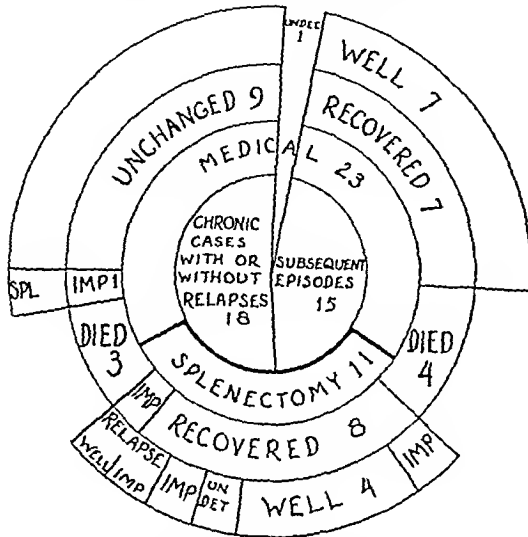 UNDET
1
WELL 7
UNCHANGED 9
RECOVERED 7
MEDICAL 23
CHRONIC
CASES
WITH OR
WITHOUT
RELAPSES
18
SUBSEQUENT
EPISODES
15
SPL
IMP 1
DIED
3
DIED
4
SPLENECTOMY 11
IMP
RECOVERED 8
IMP
RELAPSE
WELL
IMP
IMP
UN
DET
WELL 4